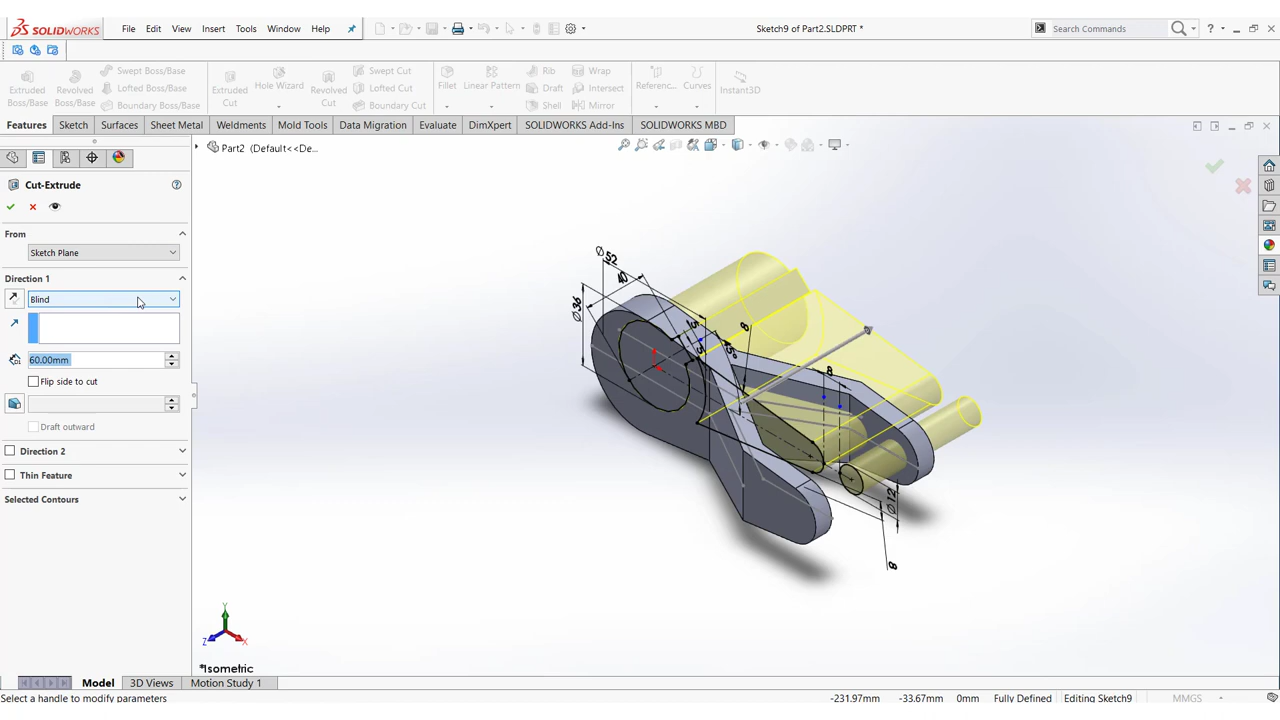 SOLIDWORKS File Edit View Insert Tools Window Help Sketch9 of Part2.SLDPRT * Search Commands
Extruded Boss/Base
Revolved Boss/Base
Swept Boss/Base
Lofted Boss/Base
Boundary Boss/Base
Extruded Cut
Hole Wizard
Revolved Cut
Swept Cut
Lofted Cut
Boundary Cut
Fillet
Linear Pattern
Rib
Draft
Shell
Wrap
Intersect
Mirror
Referenc...
Curves
Instant3D
Features Sketch Surfaces Sheet Metal Weldments Mold Tools Data Migration Evaluate DimXpert SOLIDWORKS Add-Ins SOLIDWORKS MBD
Part2 (Default<<De...
Cut-Extrude
From
Sketch Plane
Direction 1
Blind
60.00mm
Flip side to cut
Draft outward
Direction 2
Thin Feature
Selected Contours
Ø52
40
Ø36
8
8
Ø12
8
Y
Z
X
*Isometric
Model 3D Views Motion Study 1
Select a handle to modify parameters -231.97mm -33.67mm 0mm Fully Defined Editing Sketch9 MMGS